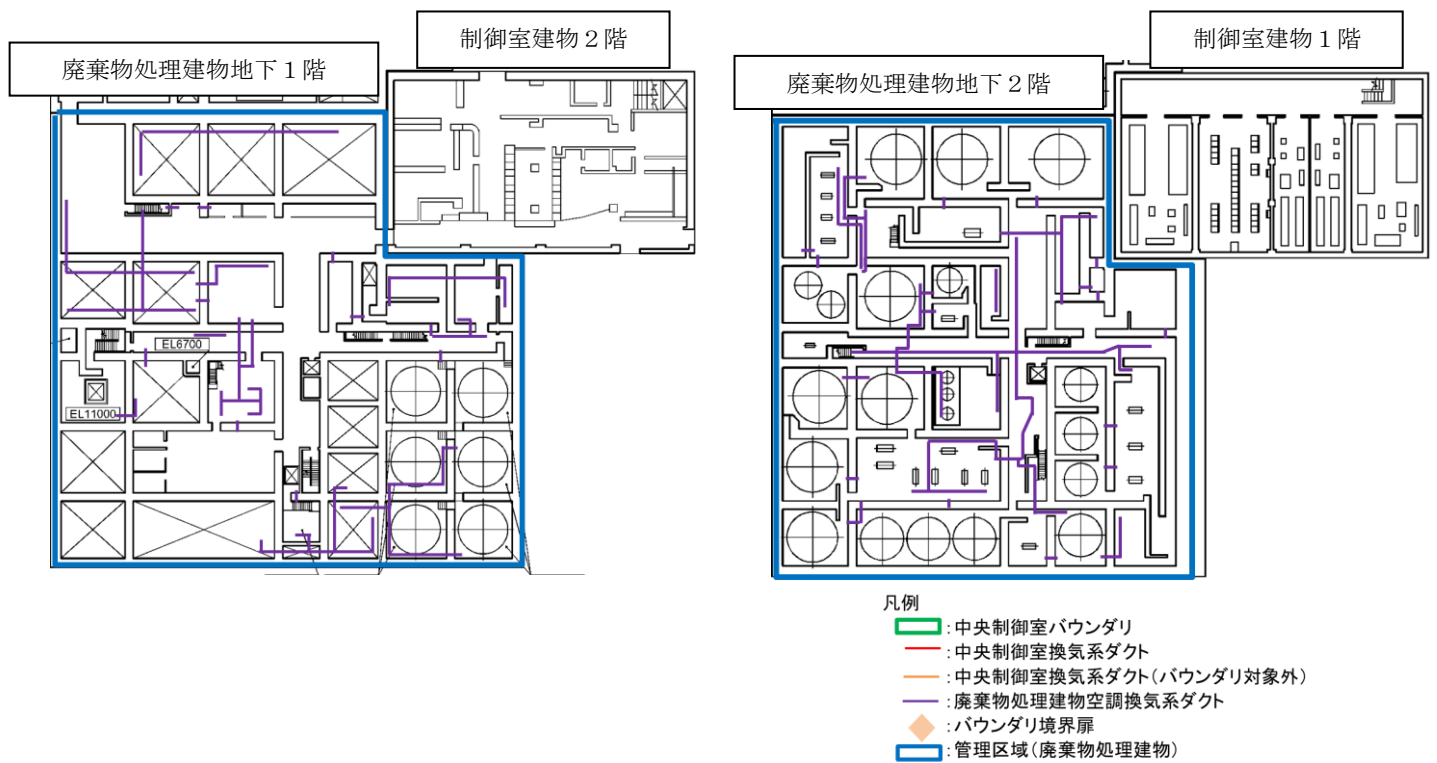 制御室建物２階
廃棄物処理建物地下１階
EL6700
EL11000
制御室建物１階
廃棄物処理建物地下２階
凡例
：中央制御室バウンダリ
：中央制御室換気系ダクト
：中央制御室換気系ダクト（バウンダリ対象外）
：廃棄物処理建物空調換気系ダクト
：バウンダリ境界扉
：管理区域（廃棄物処理建物）